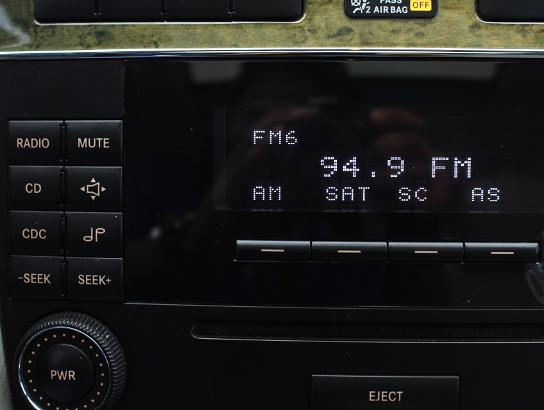 PASS
2 AIR BAG OFF
RADIO MUTE
CD
CDC
-SEEK SEEK+
PWR
FM6
94.9 FM
AM SAT SC AS
EJECT